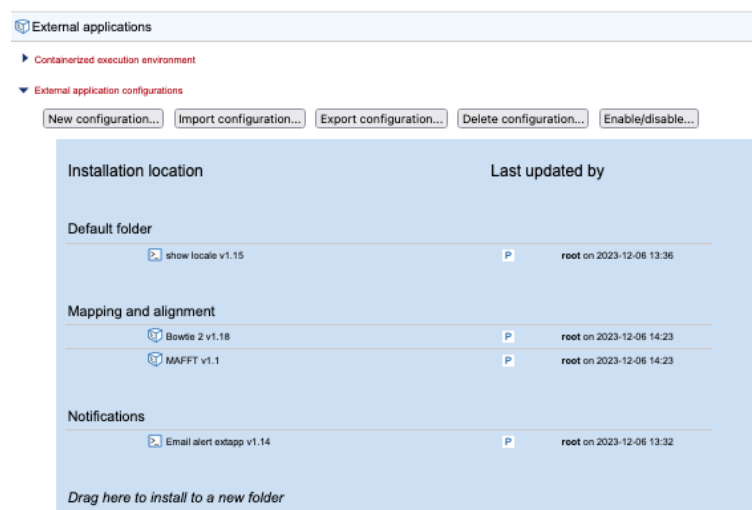 External applications
Containerized execution environment
External application configurations
New configuration... Import configuration... Export configuration... Delete configuration... Enable/disable...
Installation location Last updated by
Default folder
show locale v1.15 P root on 2023-12-06 13:36
Mapping and alignment
Bowtie 2 v1.18 P root on 2023-12-06 14:23
MAFFT v1.1 P root on 2023-12-06 14:23
Notifications
Email alert extapp v1.14 P root on 2023-12-06 13:32
Drag here to install to a new folder